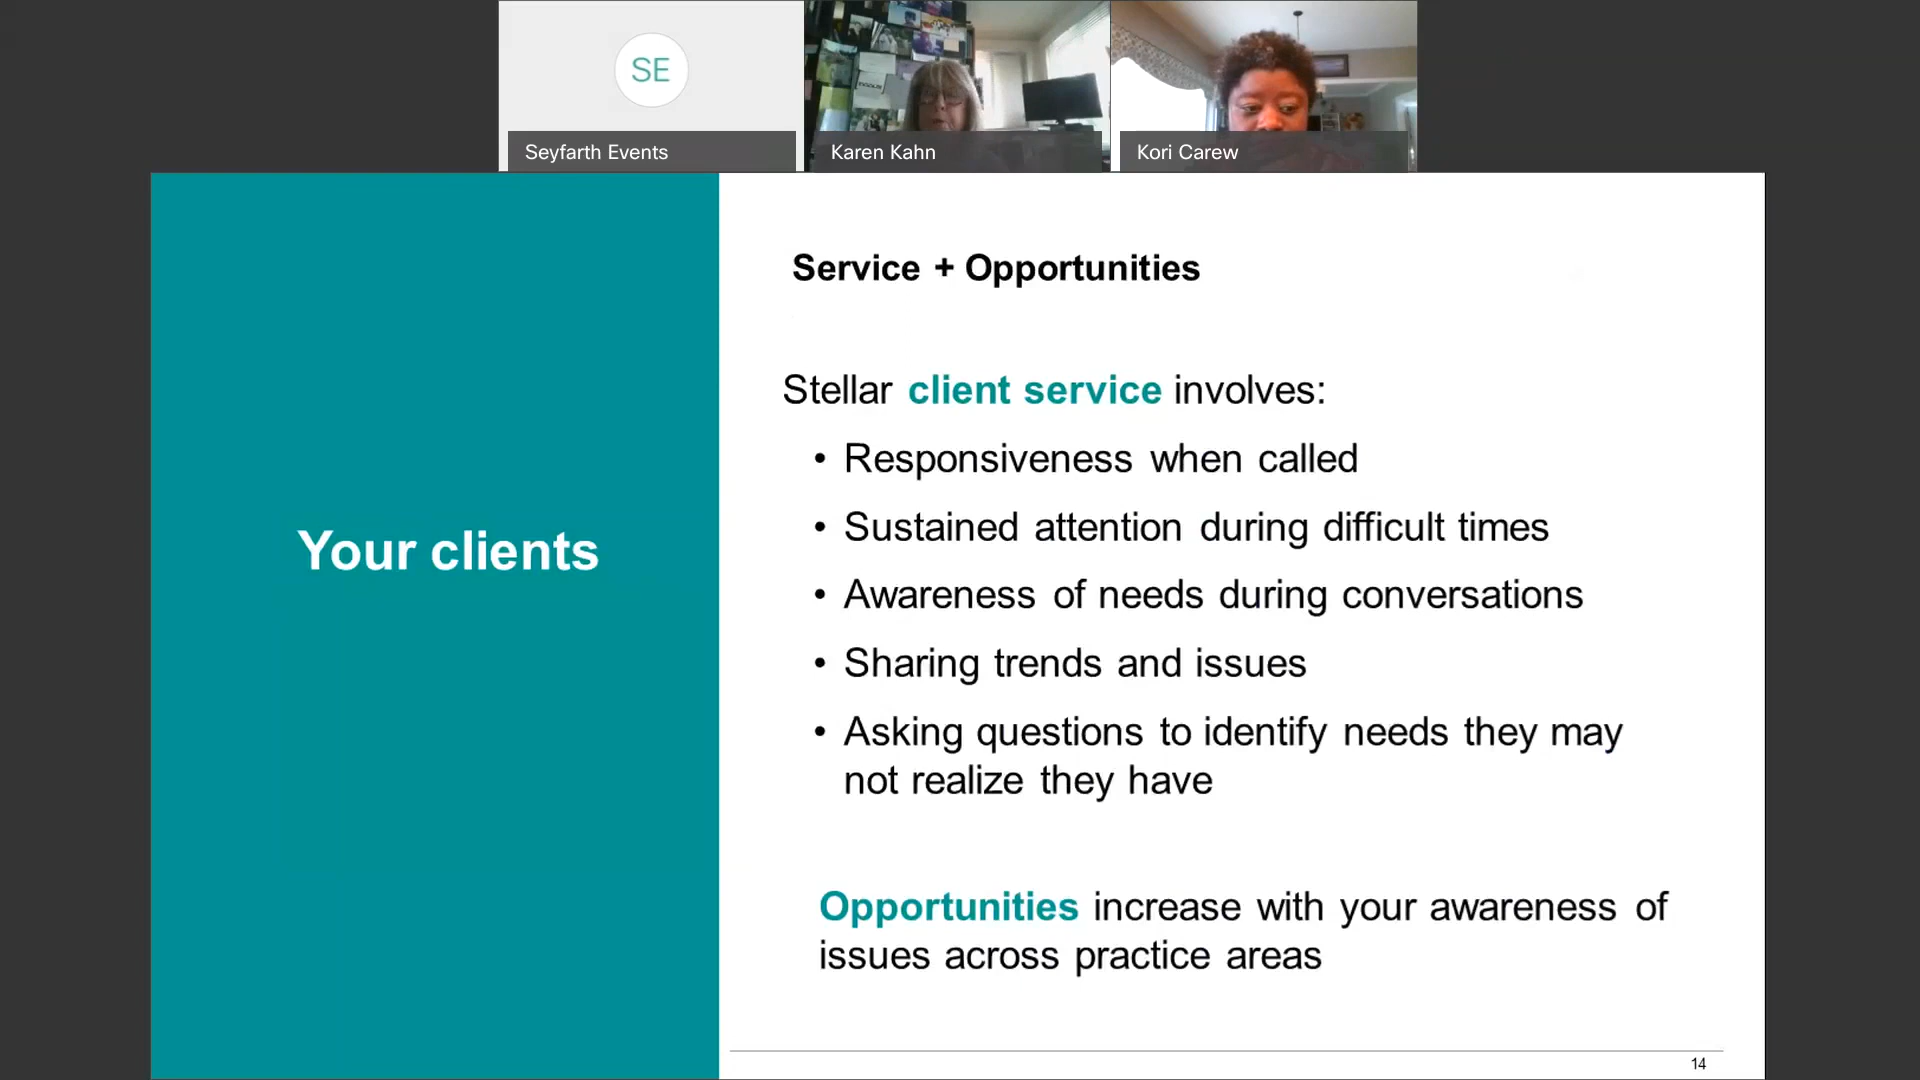 SE
Seyfarth Events
Karen Kahn
Kori Carew
Your clients
Service + Opportunities
Stellar client service involves:
• Responsiveness when called
• Sustained attention during difficult times
• Awareness of needs during conversations
• Sharing trends and issues
• Asking questions to identify needs they may
not realize they have
Opportunities increase with your awareness of
issues across practice areas
14